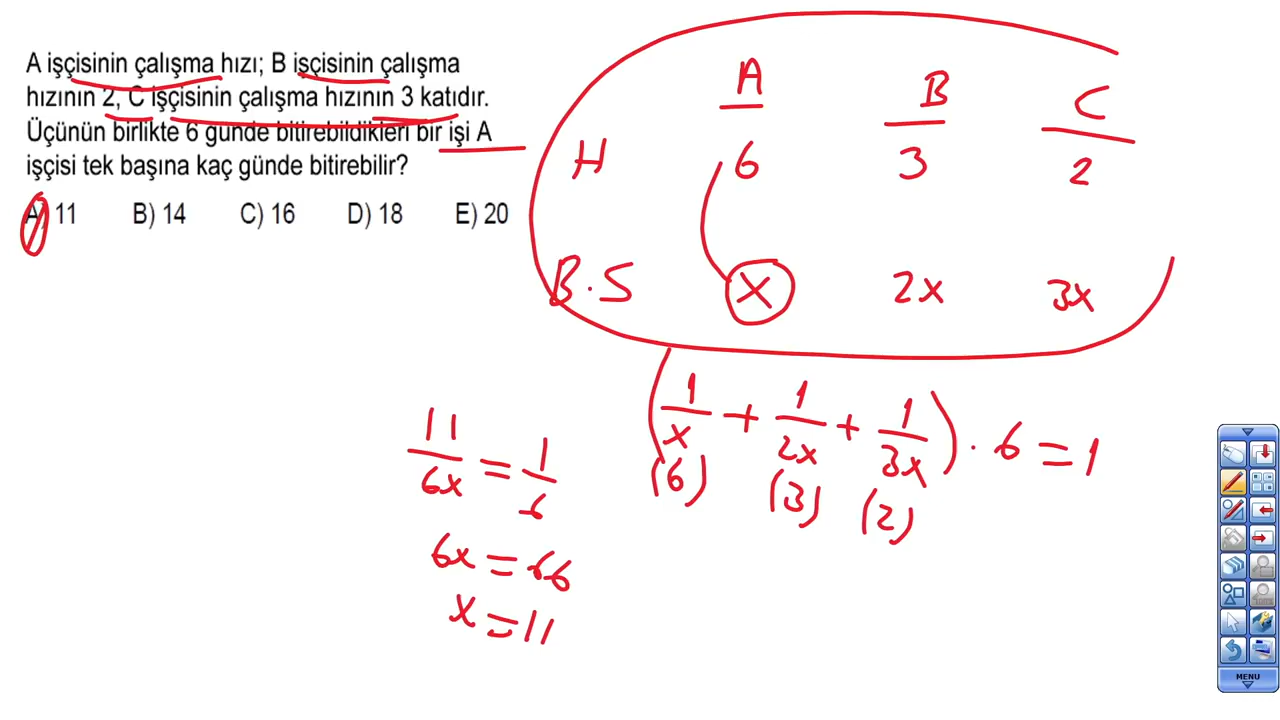 A işçisinin çalışma hızı; B işçisinin çalışma
hızının 2, C işçisinin çalışma hızının 3 katıdır.
Üçünün birlikte 6 günde bitirebildikleri bir işi A
işçisi tek başına kaç günde bitirebilir?
A) 11 B) 14 C) 16 D) 18 E) 20
A B C
H 6 3 2
B.S x 2x 3x
(1/x + 1/2x + 1/3x) · 6 = 1
(6) (3) (2)
11/6x = 1/6
6x = 66
x = 11
MENU